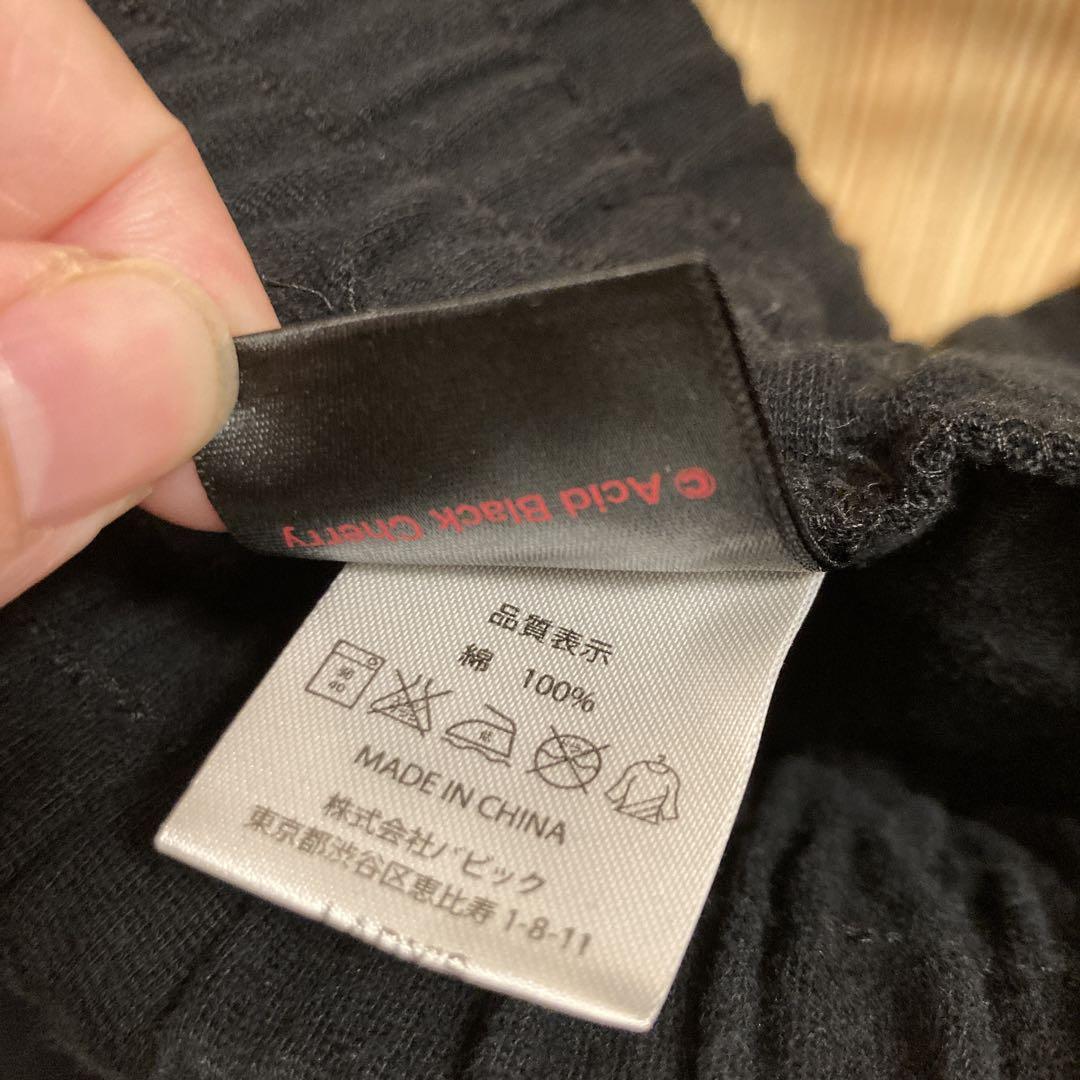 © Acid Black Cherry
品質表示
綿 100%
MADE IN CHINA
株式会社バビック
東京都渋谷区恵比寿1-8-11